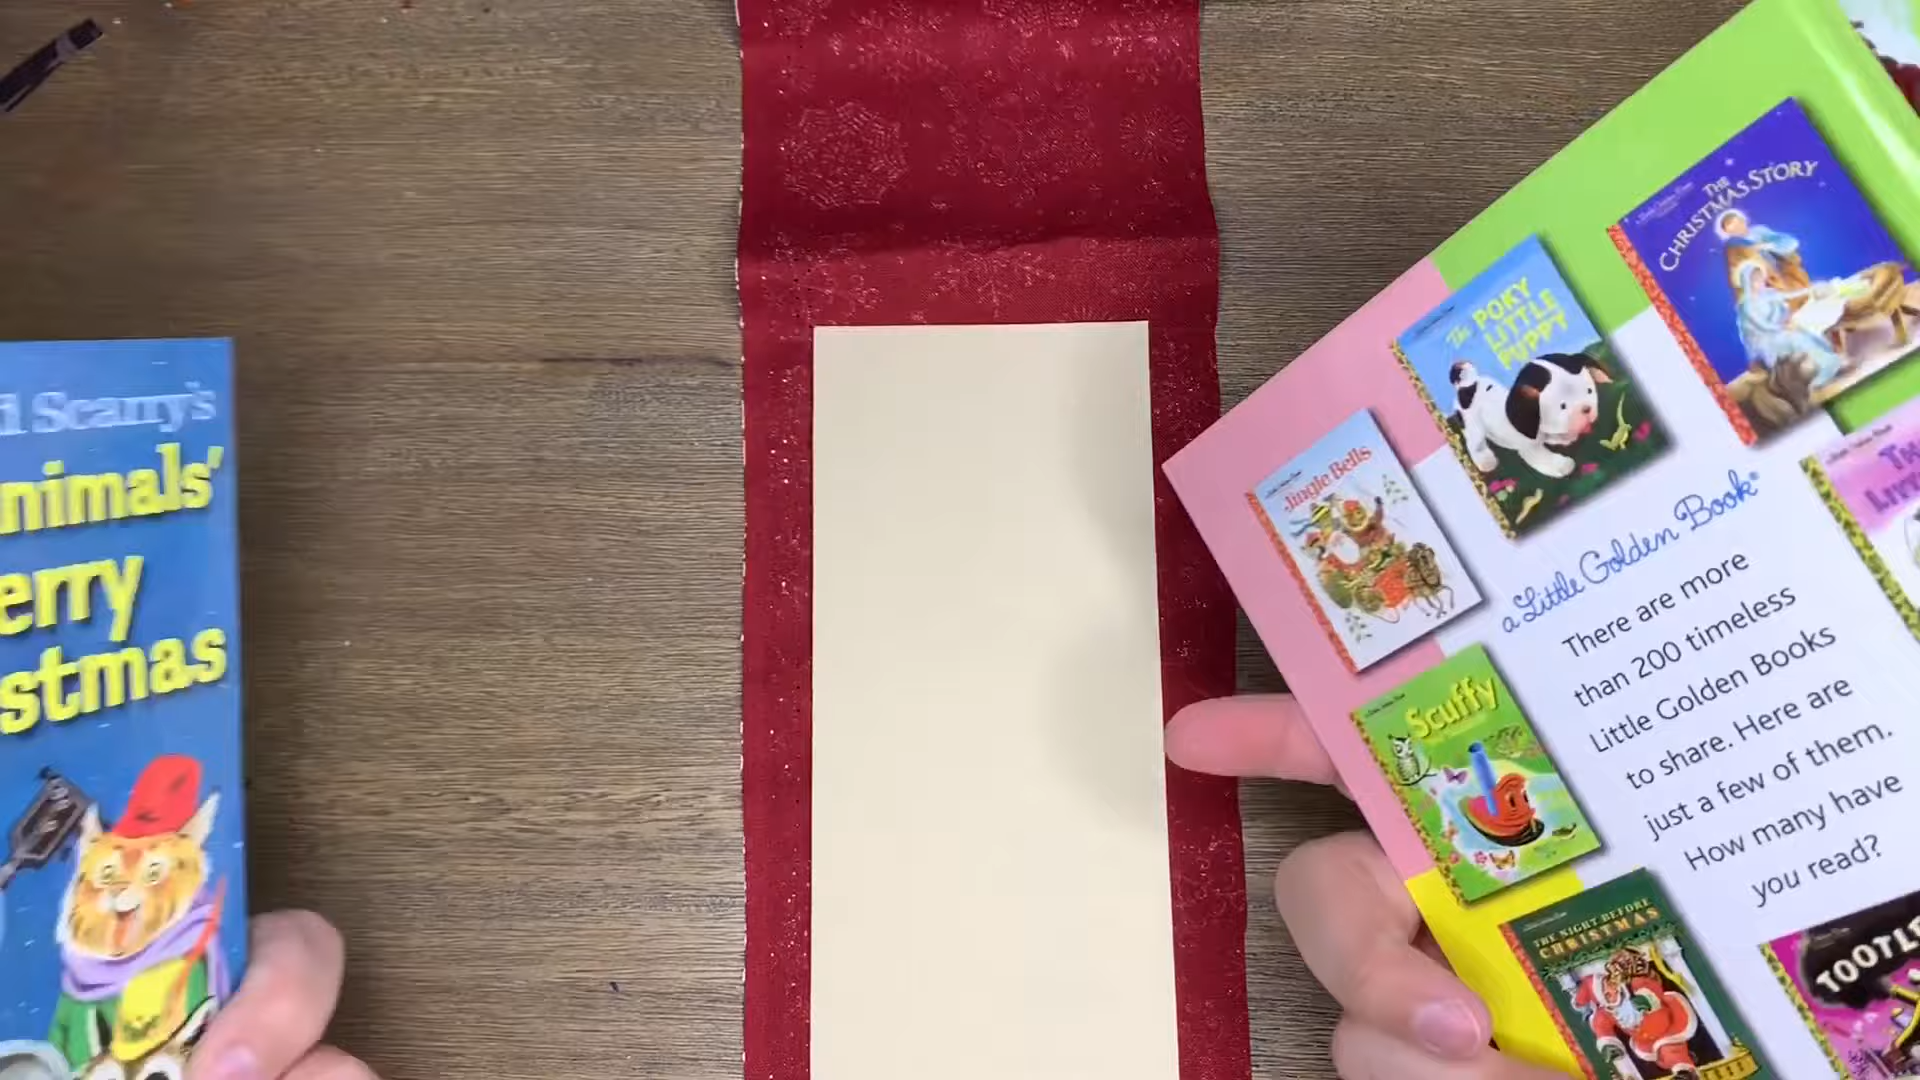 d Scarry's
nimals'
erry
stmas
THE
CHRISTMAS STORY
The POKY
LITTLE
PUPPY
Jingle Bells
a Little Golden Book®
There are more
than 200 timeless
Little Golden Books
to share. Here are
just a few of them.
How many have
you read?
Scuffy
THE NIGHT BEFORE
CHRISTMAS
TOOTL